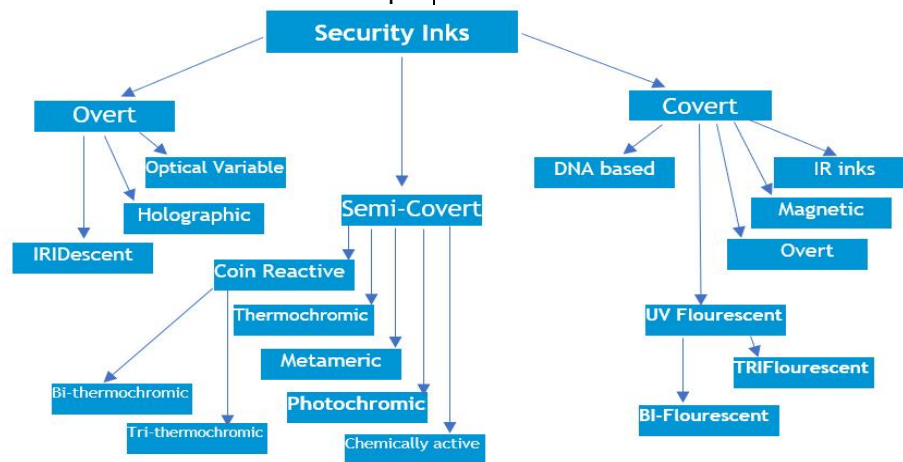 Security Inks
Overt
Covert
Optical Variable
DNA based
IR inks
Holographic
Semi-Covert
Magnetic
IRIDescent
Overt
Coin Reactive
Thermochromic
UV Flourescent
Metameric
TRIFlourescent
Bi-thermochromic
Photochromic
BI-Flourescent
Tri-thermochromic
Chemically active